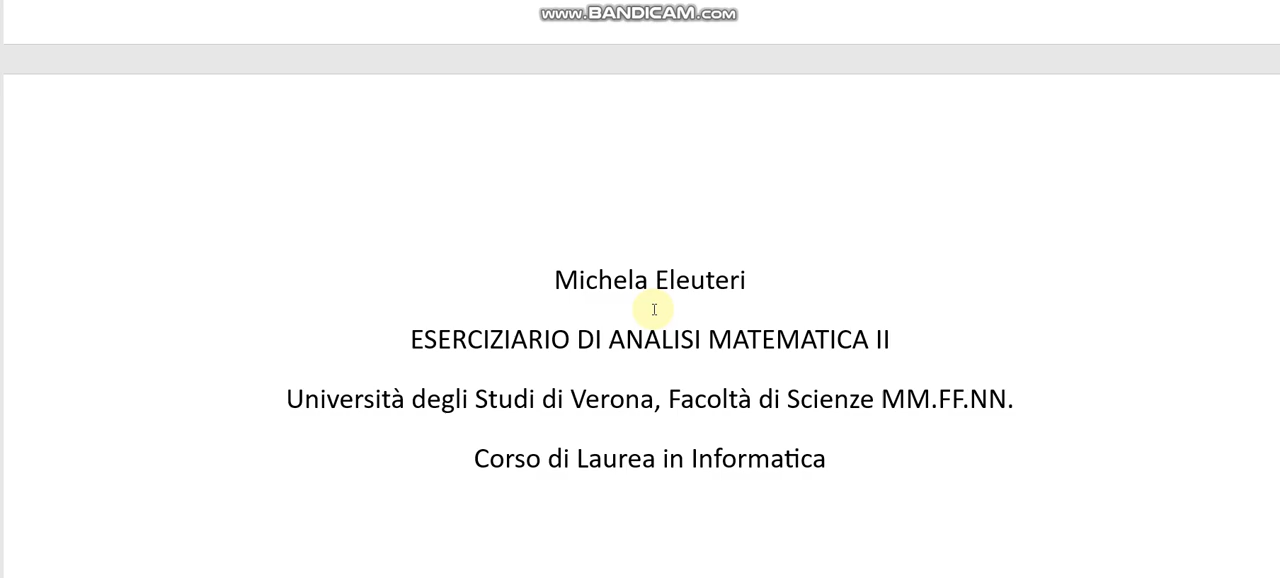 www.BANDICAM.com
Michela Eleuteri
ESERCIZIARIO DI ANALISI MATEMATICA II
Università degli Studi di Verona, Facoltà di Scienze MM.FF.NN.
Corso di Laurea in Informatica